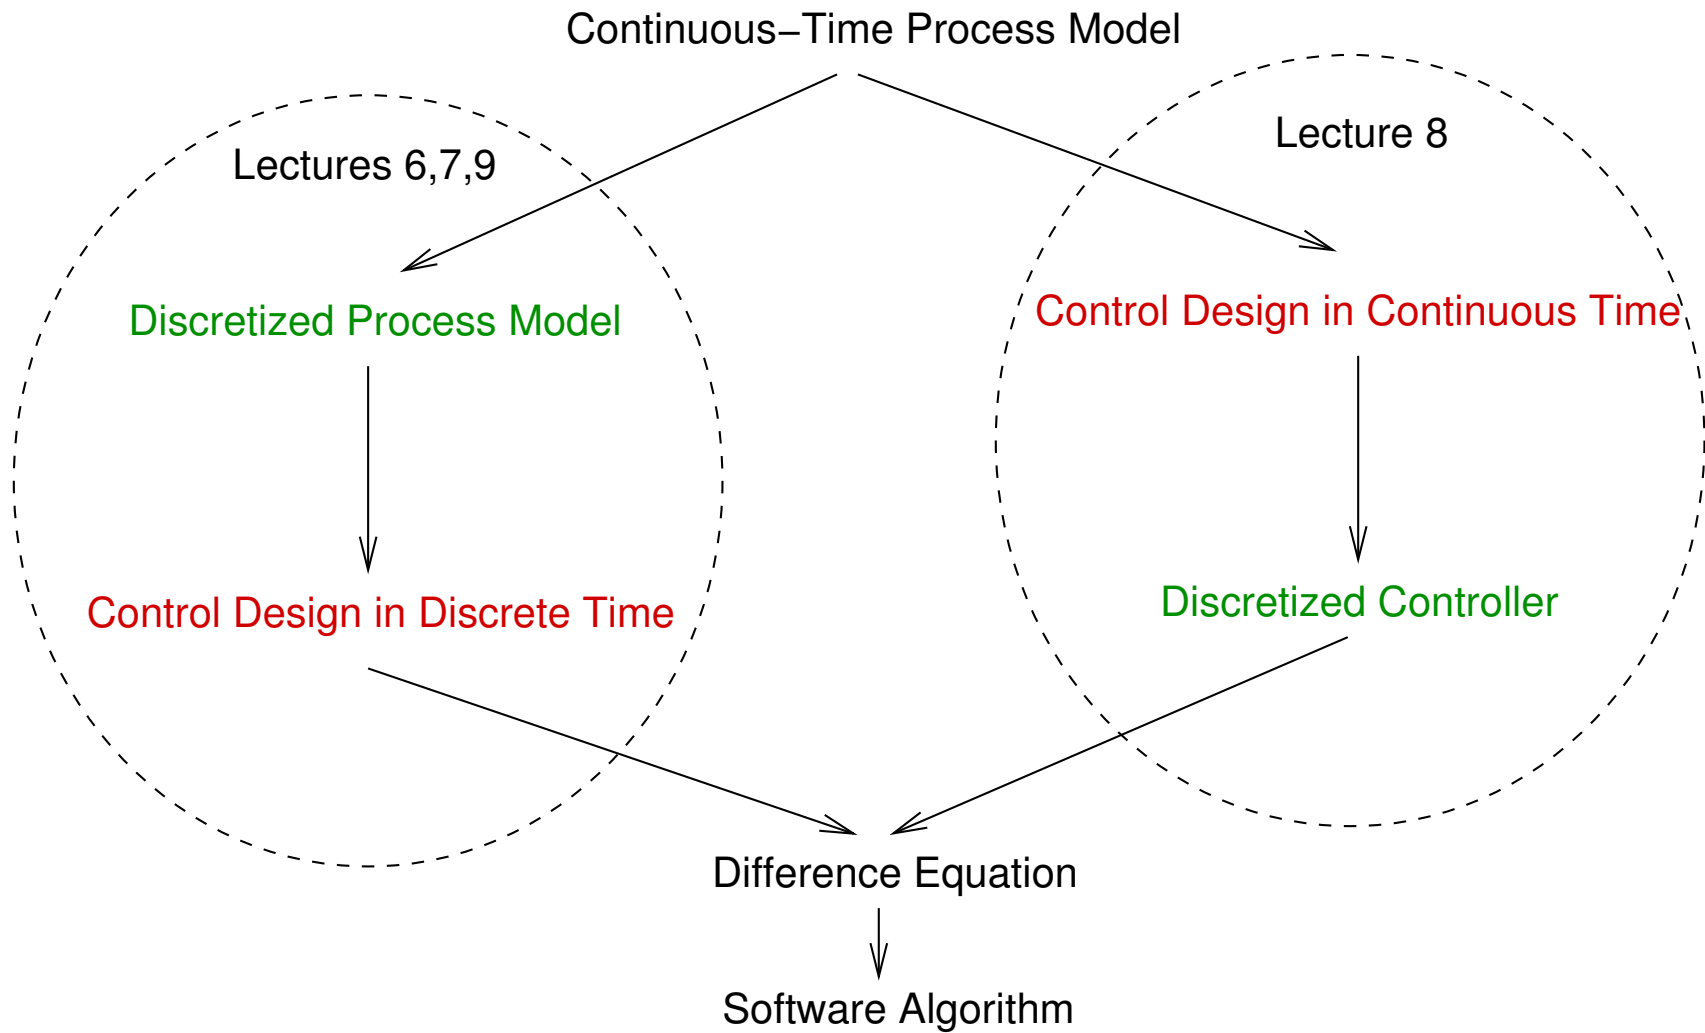 Continuous–Time Process Model
Lectures 6,7,9
Lecture 8
Discretized Process Model
Control Design in Continuous Time
Control Design in Discrete Time
Discretized Controller
Difference Equation
Software Algorithm